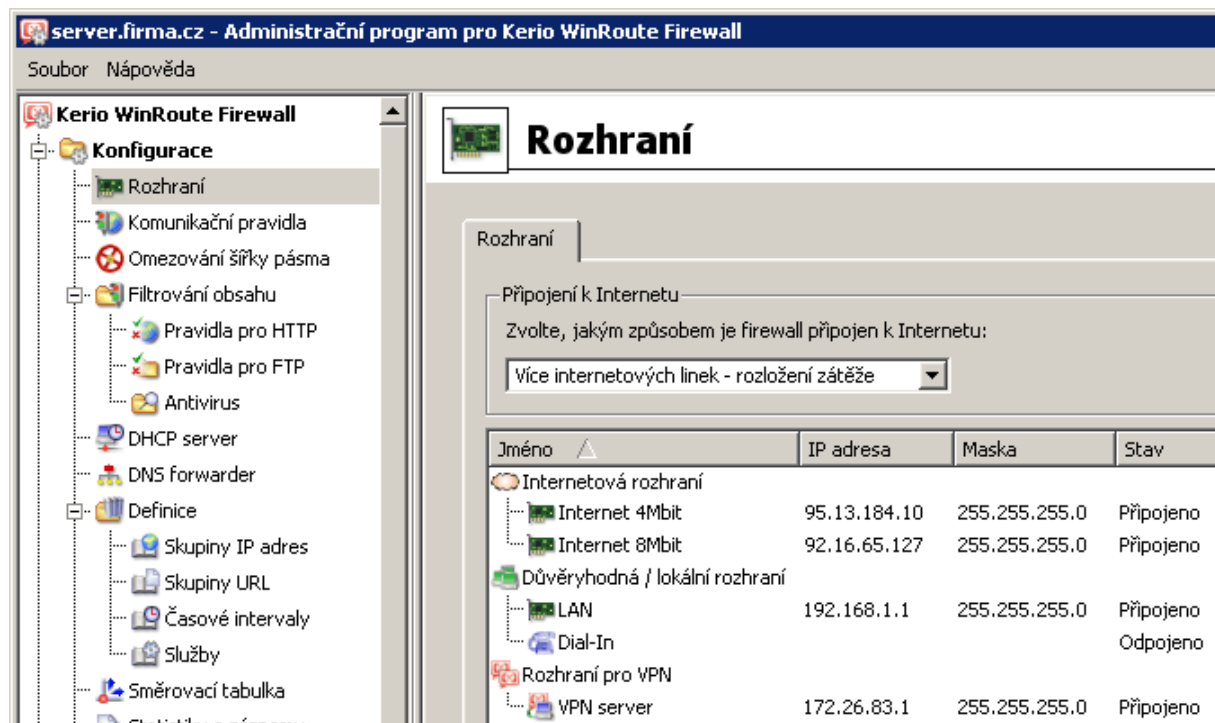 server.firma.cz - Administrační program pro Kerio WinRoute Firewall
Soubor Nápověda
Kerio WinRoute Firewall
Konfigurace
Rozhraní
Komunikační pravidla
Omezování šířky pásma
Filtrování obsahu
Pravidla pro HTTP
Pravidla pro FTP
Antivirus
DHCP server
DNS forwarder
Definice
Skupiny IP adres
Skupiny URL
Časové intervaly
Služby
Směrovací tabulka
Rozhraní
Rozhraní
Připojení k Internetu
Zvolte, jakým způsobem je firewall připojen k Internetu:
Více internetových linek - rozložení zátěže
Jméno IP adresa Maska Stav
Internetová rozhraní
Internet 4Mbit 95.13.184.10 255.255.255.0 Připojeno
Internet 8Mbit 92.16.65.127 255.255.255.0 Připojeno
Důvěryhodná / lokální rozhraní
LAN 192.168.1.1 255.255.255.0 Připojeno
Dial-In Odpojeno
Rozhraní pro VPN
VPN server 172.26.83.1 255.255.255.0 Připojeno